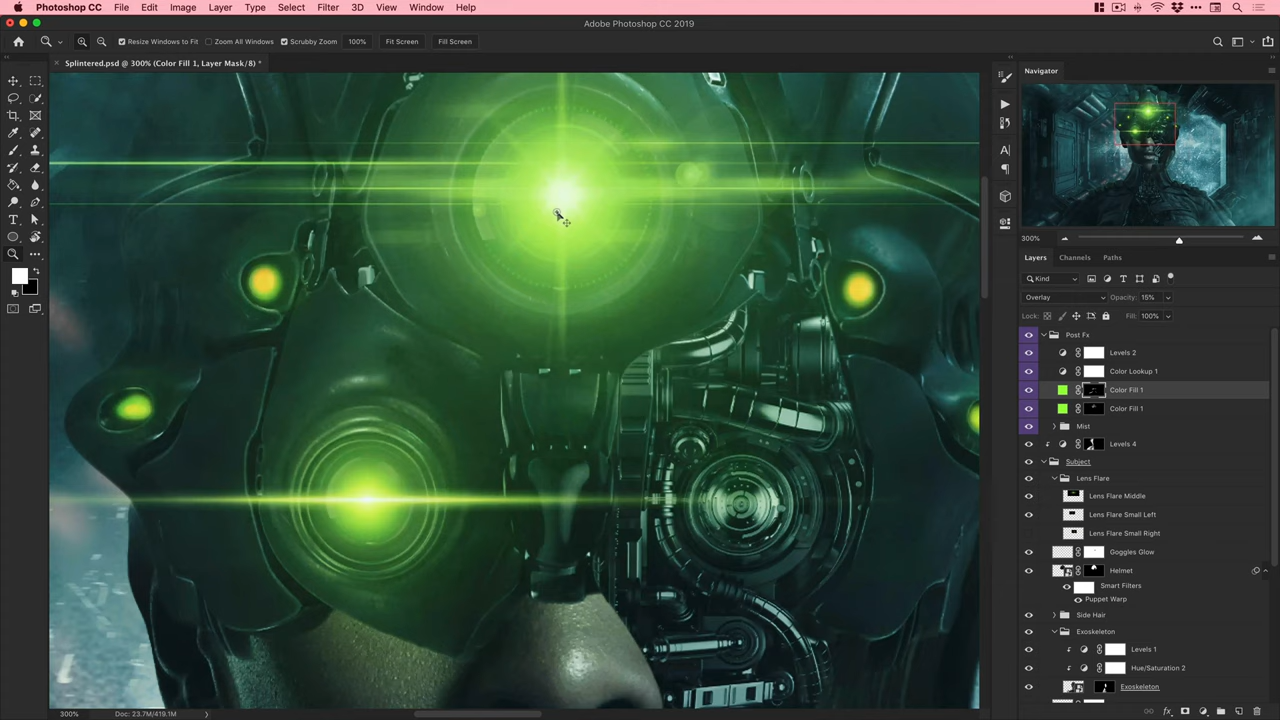 Photoshop CC File Edit Image Layer Type Select Filter 3D View Window Help
Adobe Photoshop CC 2019
Resize Windows to Fit Zoom All Windows Scrubby Zoom 100% Fit Screen Fill Screen
Splintered.psd @ 300% (Color Fill 1, Layer Mask/8) *
Navigator
300%
Layers Channels Paths
Kind
Overlay Opacity: 15%
Lock: Fill: 100%
Post Fx
Levels 2
Color Lookup 1
Color Fill 1
Color Fill 1
Mist
Levels 4
Subject
Lens Flare
Lens Flare Middle
Lens Flare Small Left
Lens Flare Small Right
Goggles Glow
Helmet
Smart Filters
Puppet Warp
Side Hair
Exoskeleton
Levels 1
Hue/Saturation 2
Exoskeleton
300% Doc: 23.7M/419.1M